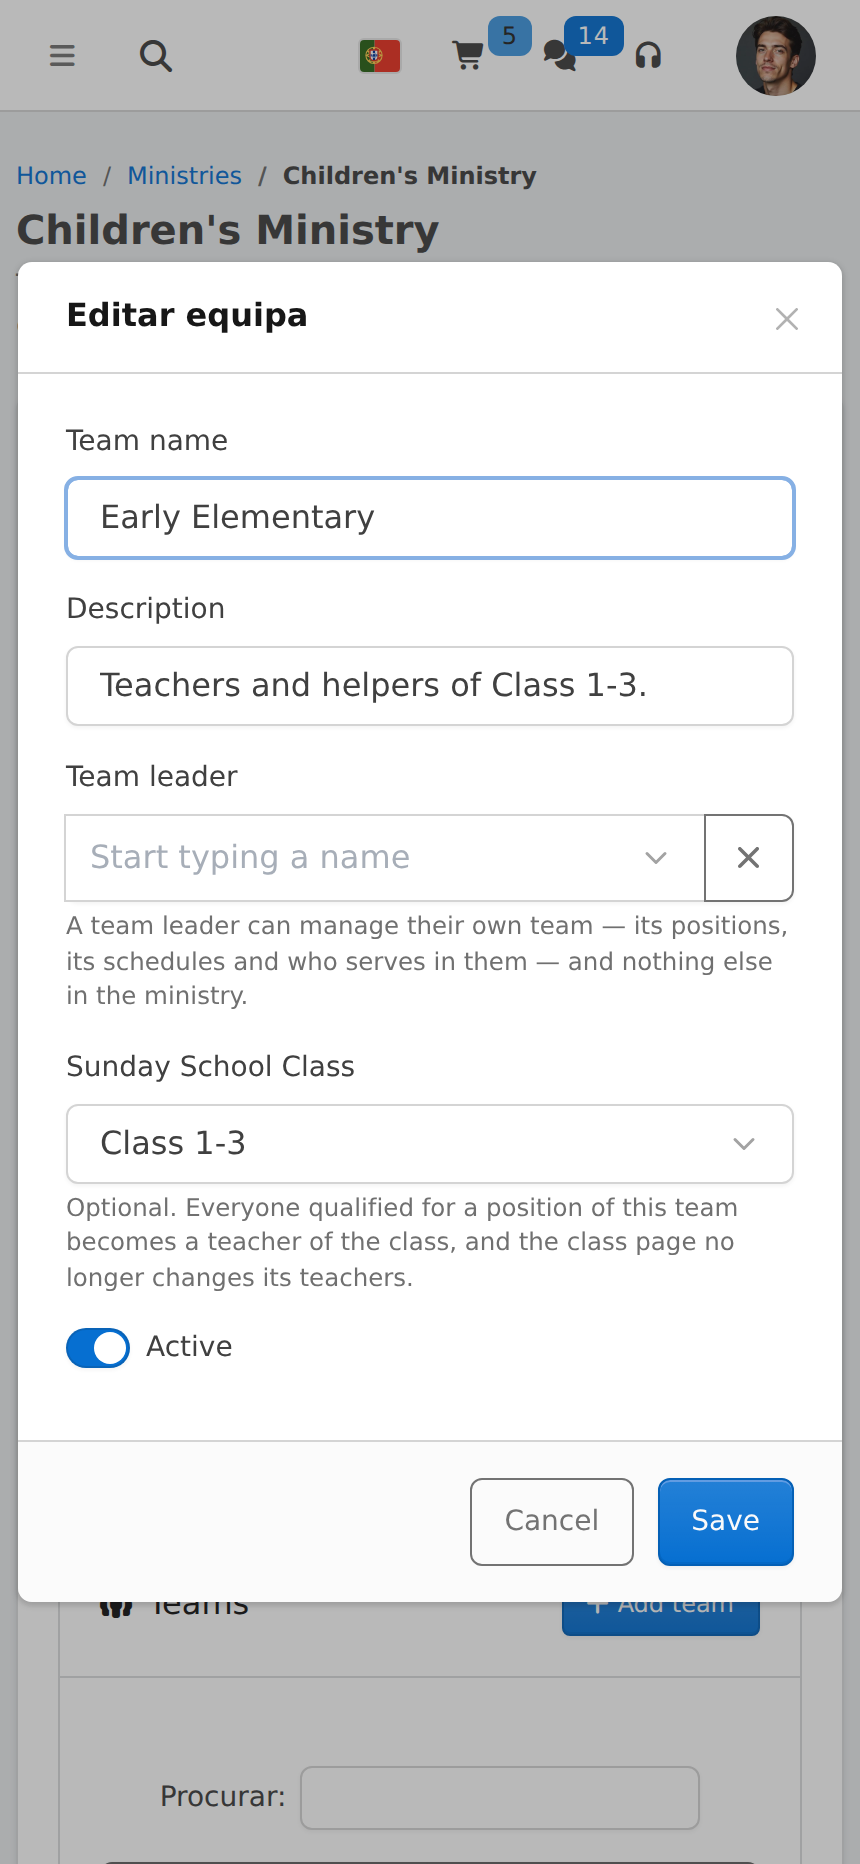 5
14
Home / Ministries / Children's Ministry
Children's Ministry
Editar equipa
Team name
Early Elementary
Description
Teachers and helpers of Class 1-3.
Team leader
Start typing a name
A team leader can manage their own team — its positions,
its schedules and who serves in them — and nothing else
in the ministry.
Sunday School Class
Class 1-3
Optional. Everyone qualified for a position of this team
becomes a teacher of the class, and the class page no
longer changes its teachers.
Active
Cancel
Save
Teams
+ Add team
Procurar: